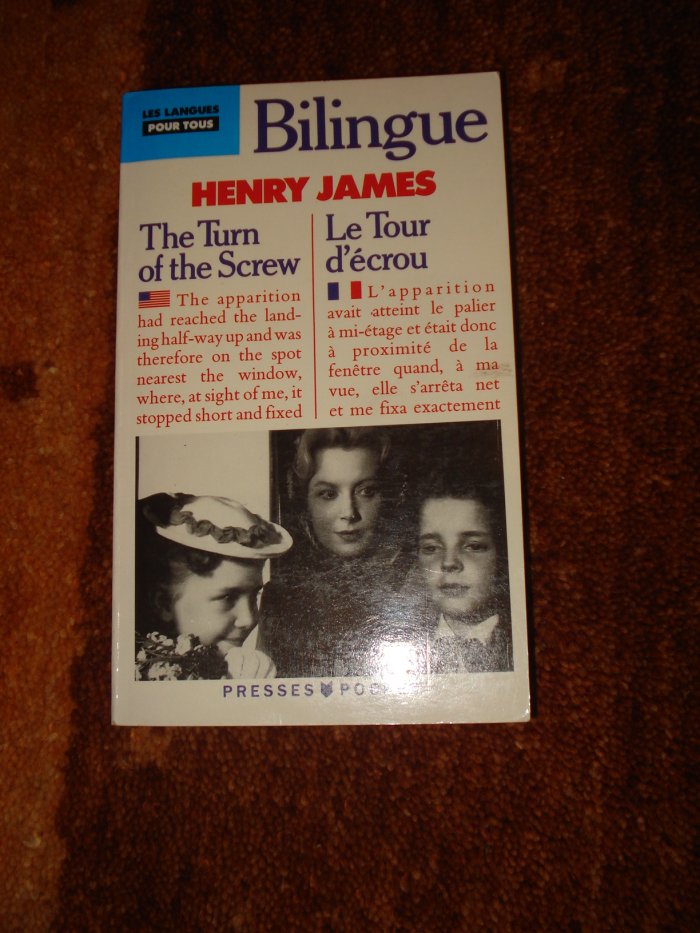 LES LANGUES
POUR TOUS
Bilingue
HENRY JAMES
The Turn
of the Screw
The apparition
had reached the land-
ing half-way up and was
therefore on the spot
nearest the window,
where, at sight of me, it
stopped short and fixed
Le Tour
d'écrou
L'apparition
avait atteint le palier
à mi-étage et était donc
à proximité de la
fenêtre quand, à ma
vue, elle s'arrêta net
et me fixa exactement
PRESSES